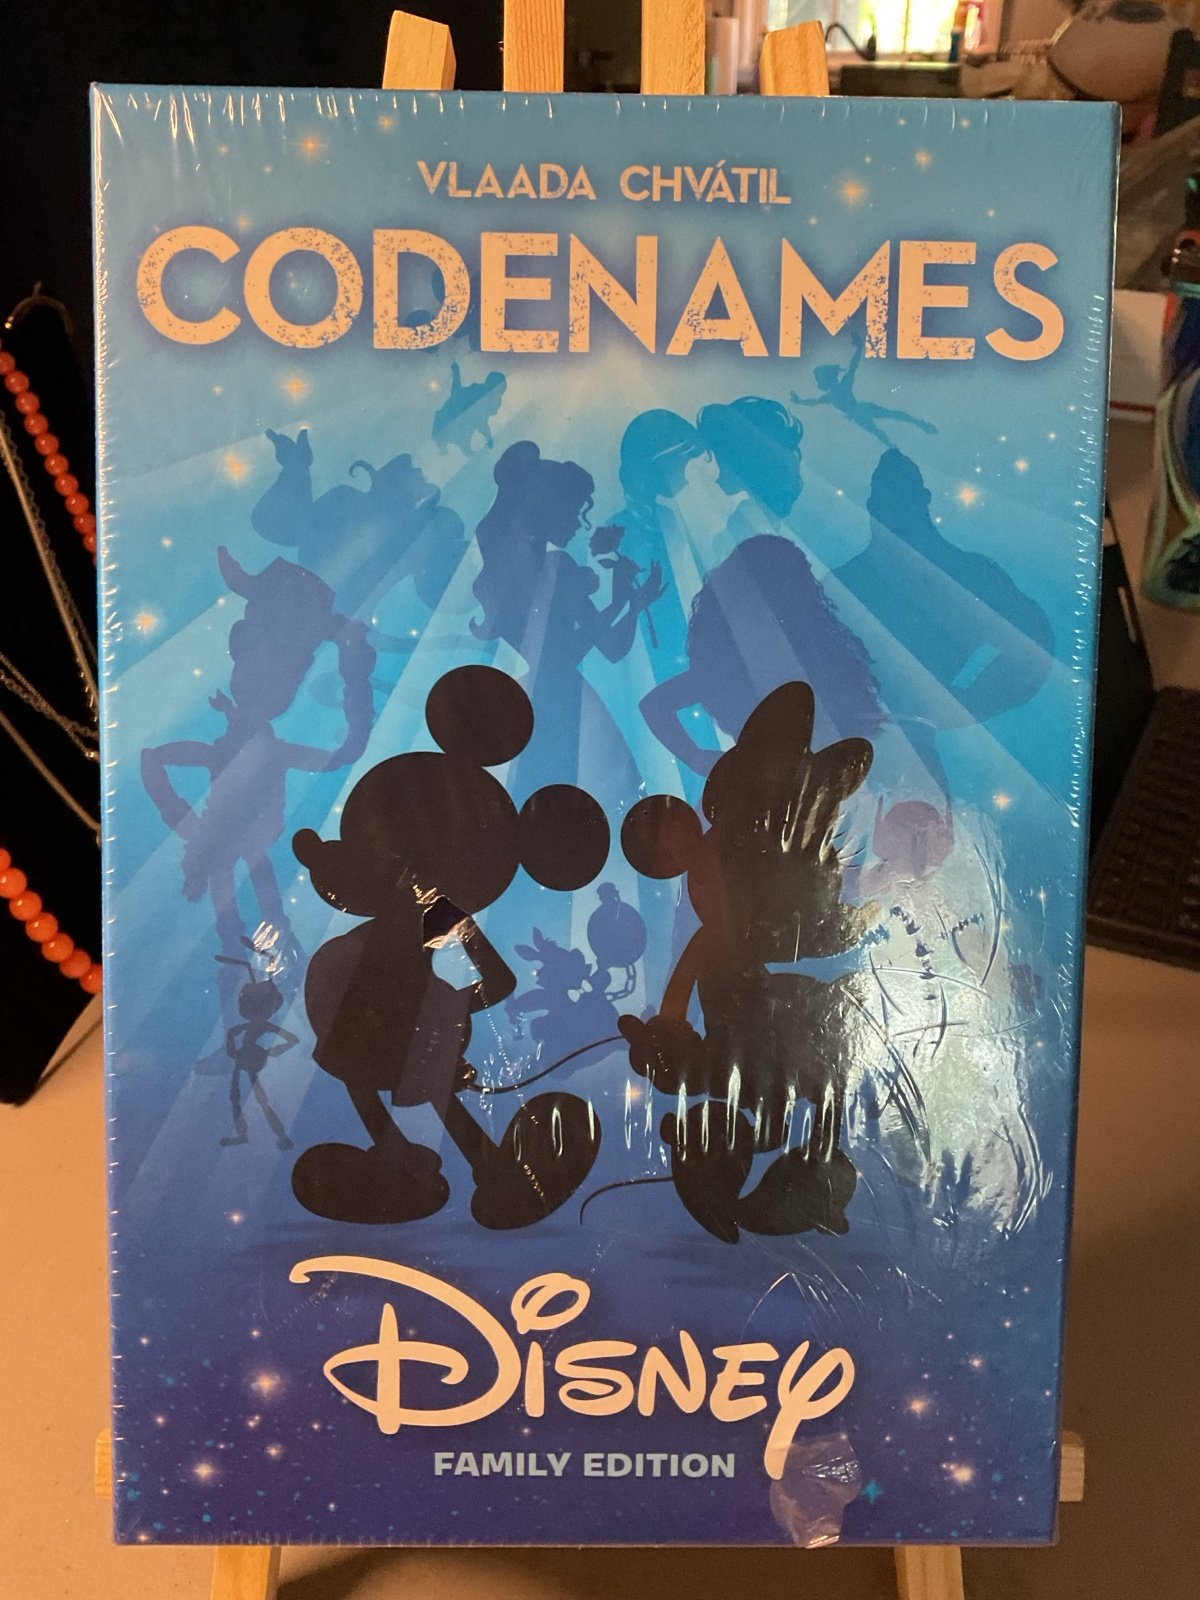 VLAADA CHVÁTIL
CODENAMES
DISNEY
FAMILY EDITION